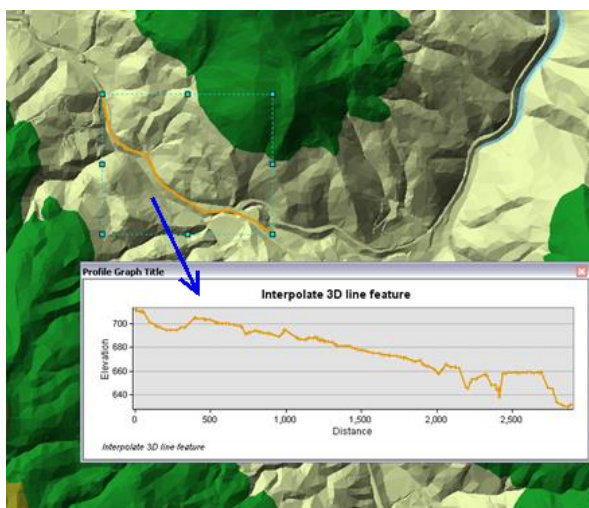 Profile Graph Title
Interpolate 3D line feature
700
680
660
640
Elevation
0
500
1,000
1,500
2,000
2,500
Distance
Interpolate 3D line feature